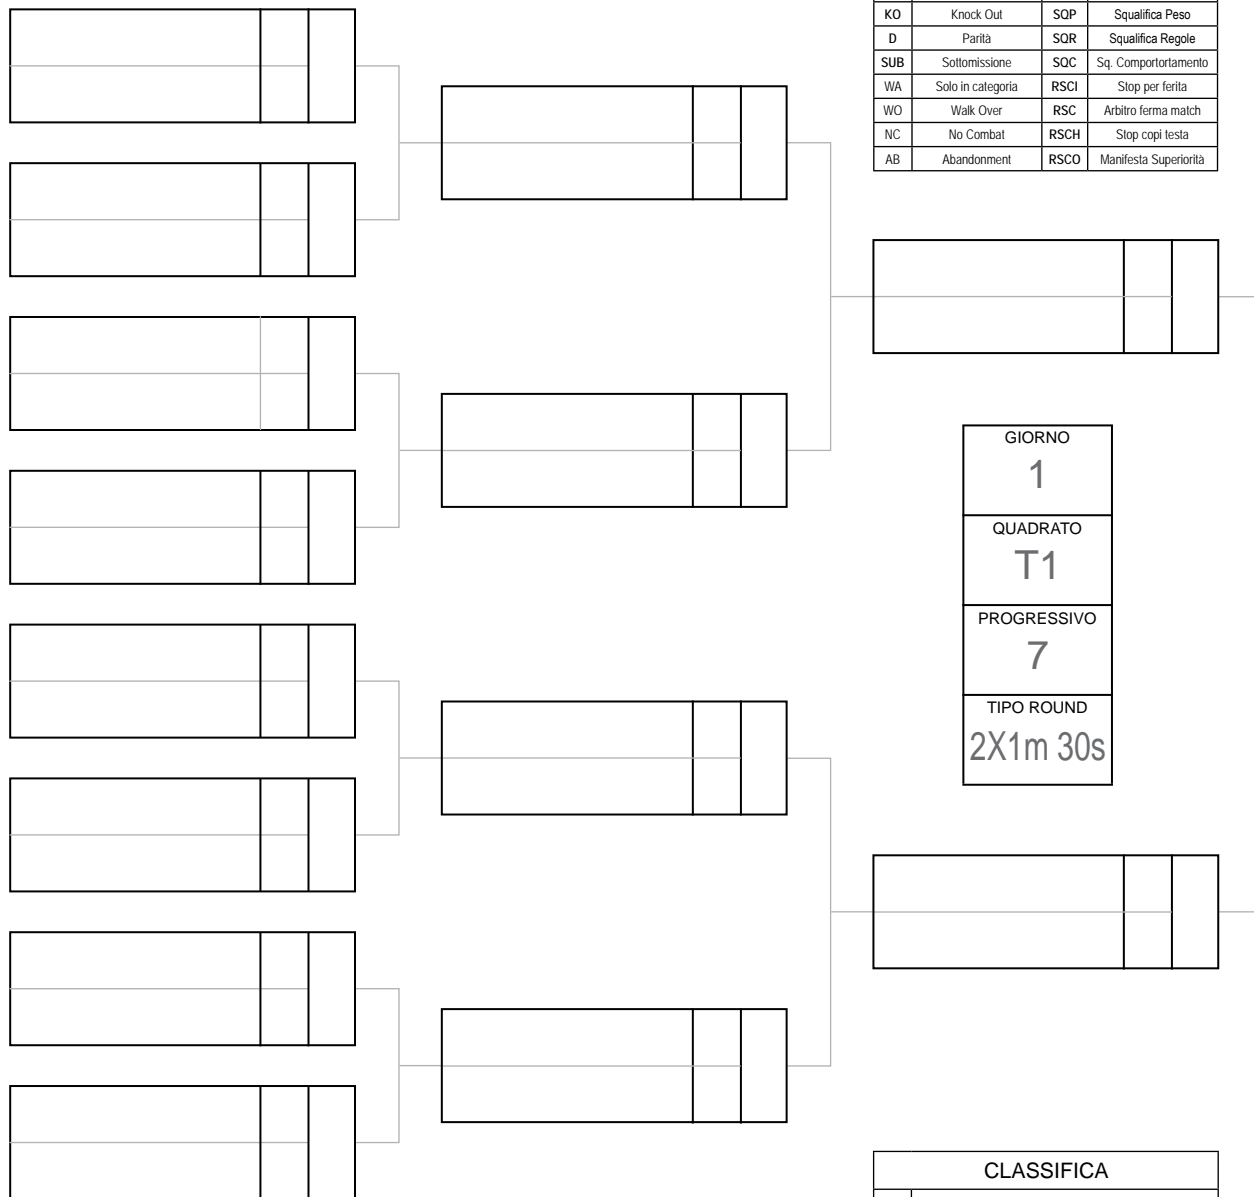 KO Knock Out SQP Squalifica Peso
D Parità SQR Squalifica Regole
SUB Sottomissione SQC Sq. Comportortamento
WA Solo in categoria RSCI Stop per ferita
WO Walk Over RSC Arbitro ferma match
NC No Combat RSCH Stop copi testa
AB Abandonment RSCO Manifesta Superiorità
GIORNO
1
QUADRATO
T1
PROGRESSIVO
7
TIPO ROUND
2X1m 30s
CLASSIFICA